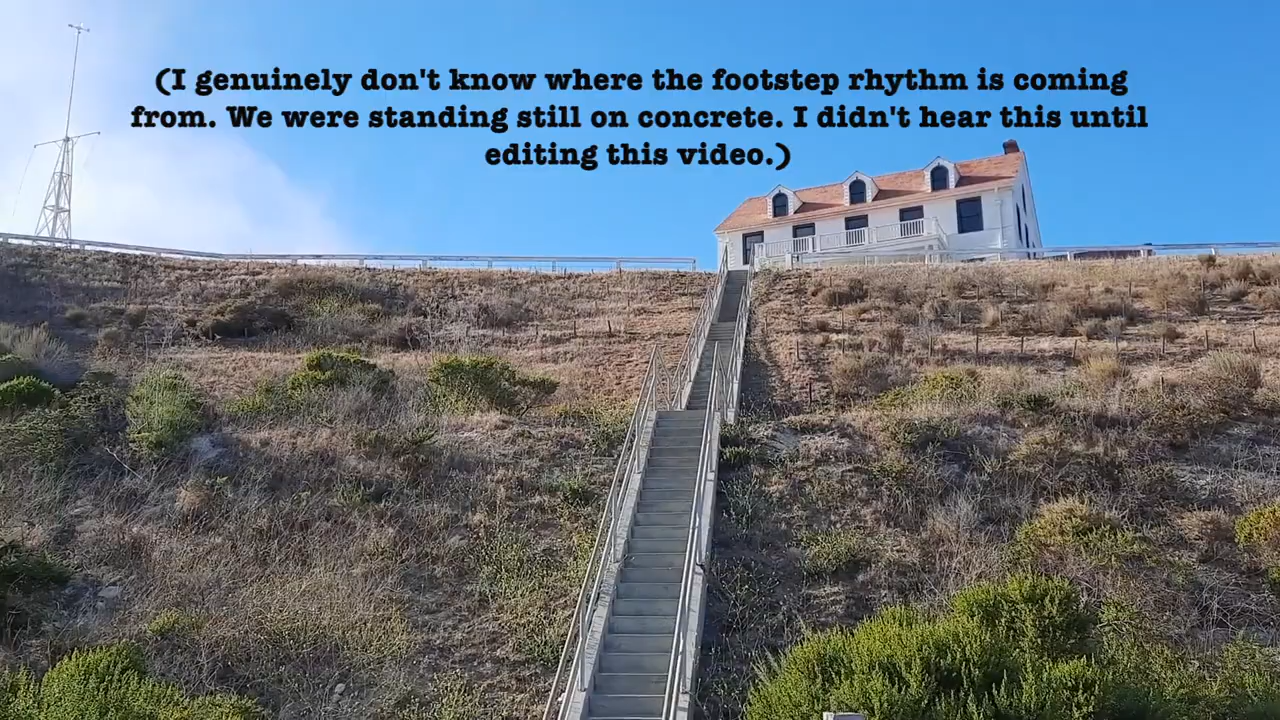 (I genuinely don't know where the footstep rhythm is coming
from. We were standing still on concrete. I didn't hear this until
editing this video.)